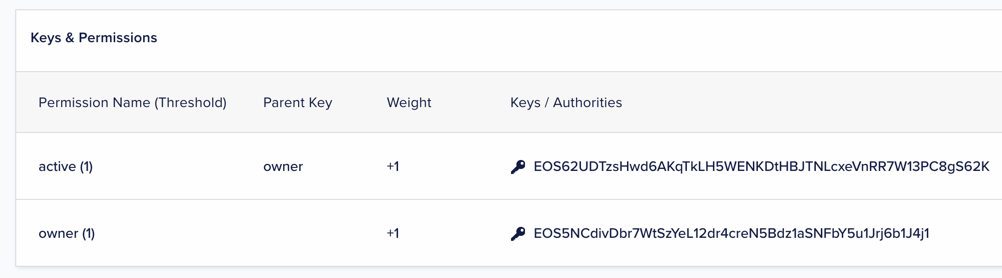 Keys & Permissions
Permission Name (Threshold) Parent Key Weight Keys / Authorities
active (1) owner +1 EOS62UDTzsHwd6AKqTkLH5WENKDtHBJTNLcxeVnRR7W13PC8gS62K
owner (1) +1 EOS5NCdivDbr7WtSzYeL12dr4creN5Bdz1aSNFbY5u1Jrj6b1J4j1